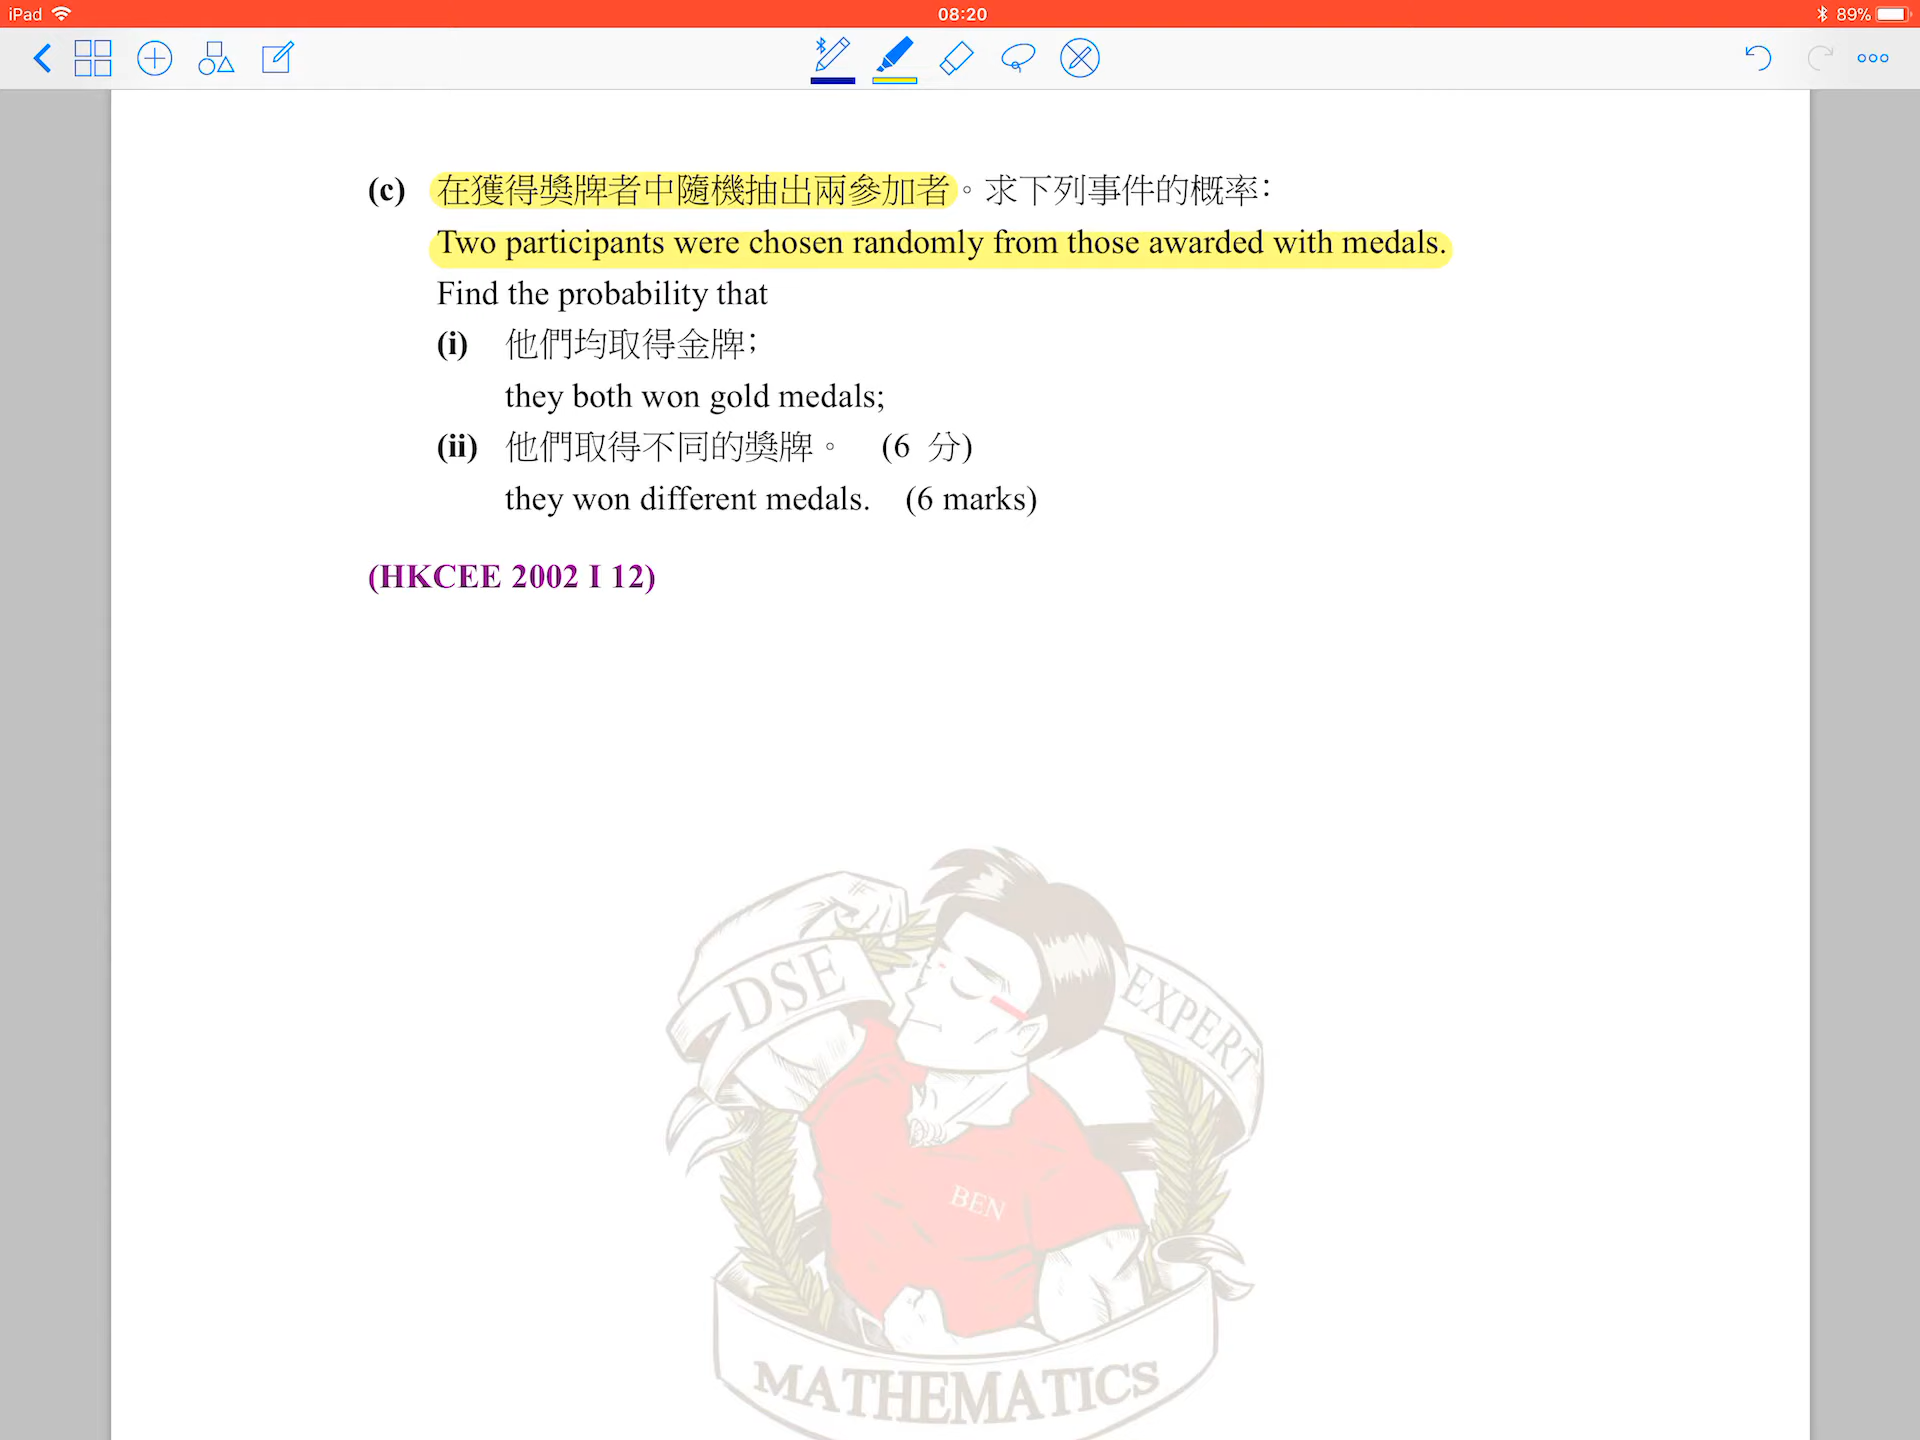 iPad
08:20
89%
(c) 在獲得獎牌者中隨機抽出兩參加者。求下列事件的概率：
Two participants were chosen randomly from those awarded with medals.
Find the probability that
(i) 他們均取得金牌；
they both won gold medals;
(ii) 他們取得不同的獎牌。 (6 分)
they won different medals. (6 marks)
(HKCEE 2002 I 12)
DSE
EXPERT
BEN
MATHEMATICS